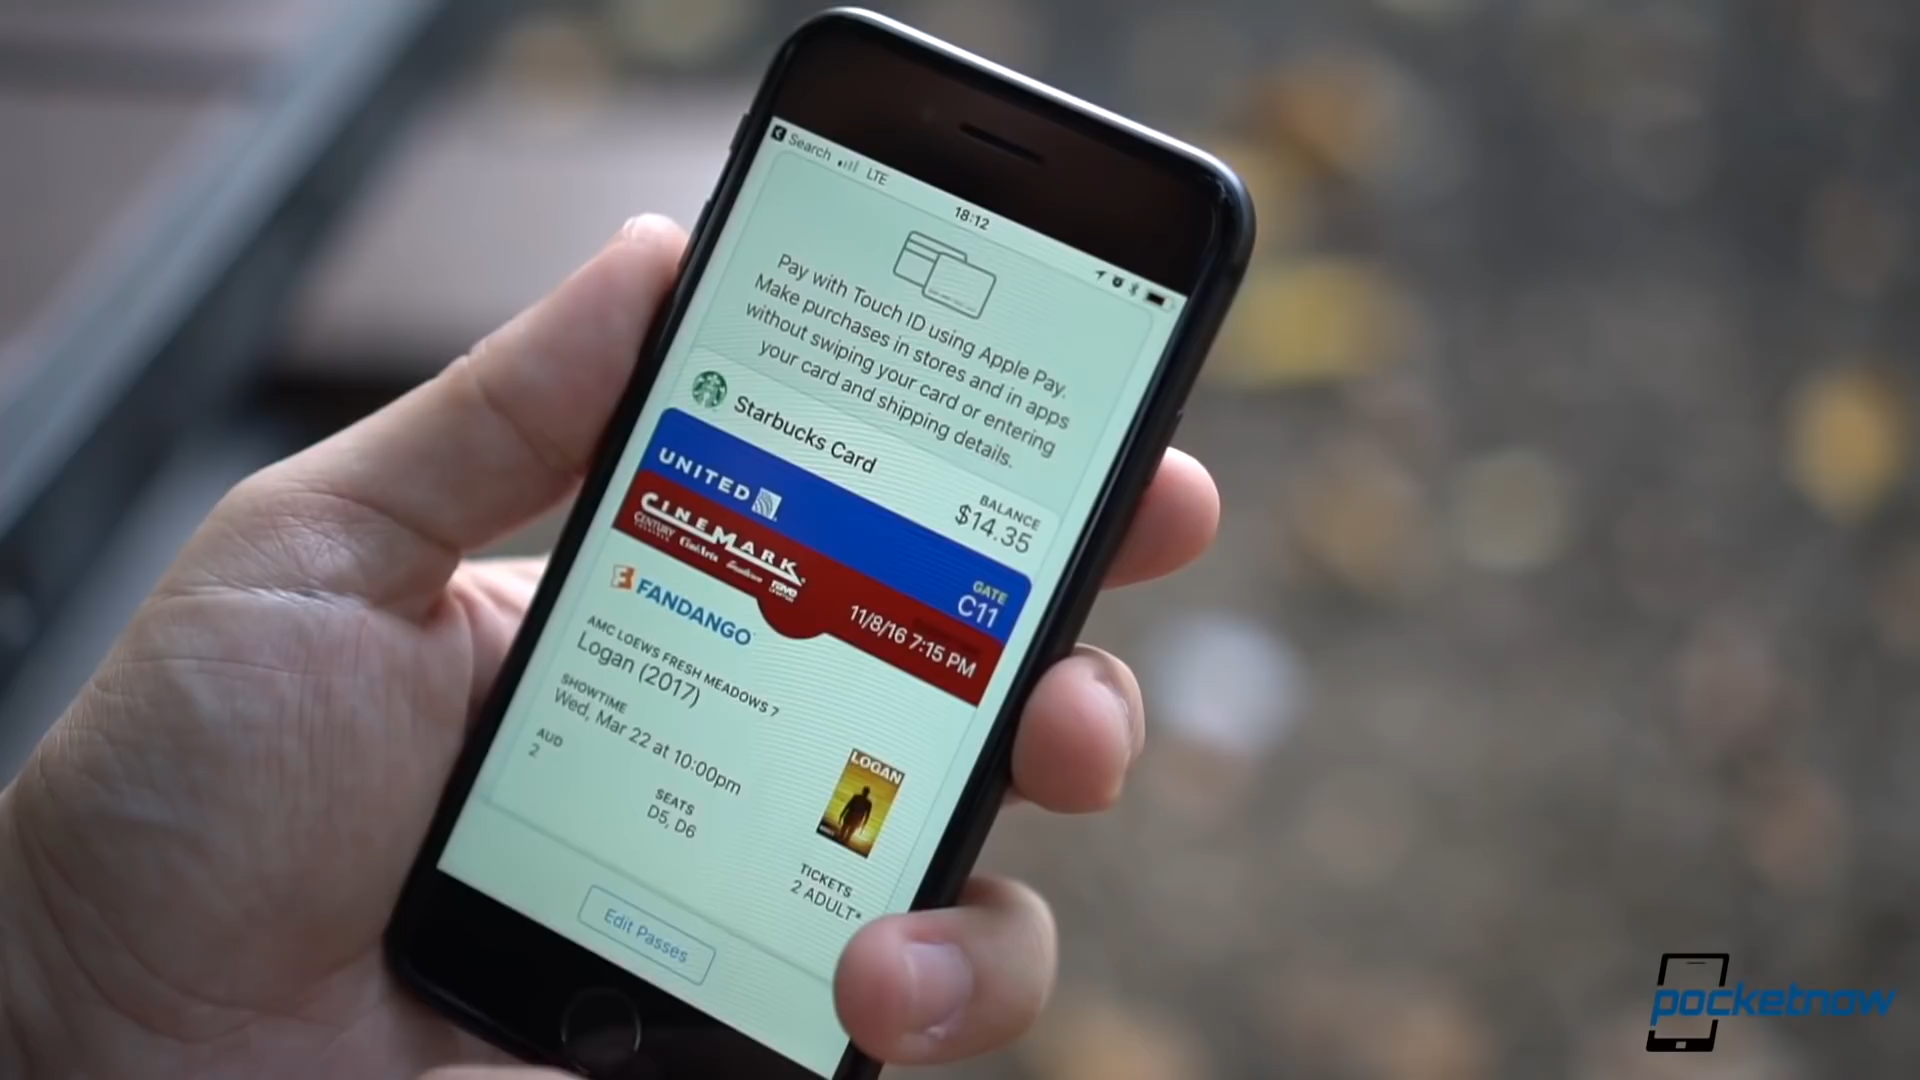 Search LTE
18:12
Pay with Touch ID using Apple Pay.
Make purchases in stores and in apps
without swiping your card or entering
your card and shipping details.
Starbucks Card
BALANCE
$14.35
UNITED
GATE
C11
CINEMARK
CENTURY
THEATRES
CinéArts
rave
11/8/16 7:15 PM
FANDANGO
AMC LOEWS FRESH MEADOWS 7
Logan (2017)
SHOWTIME
Wed, Mar 22 at 10:00pm
AUD
2
SEATS
D5, D6
LOGAN
TICKETS
2 ADULT*
Edit Passes
pocketnow